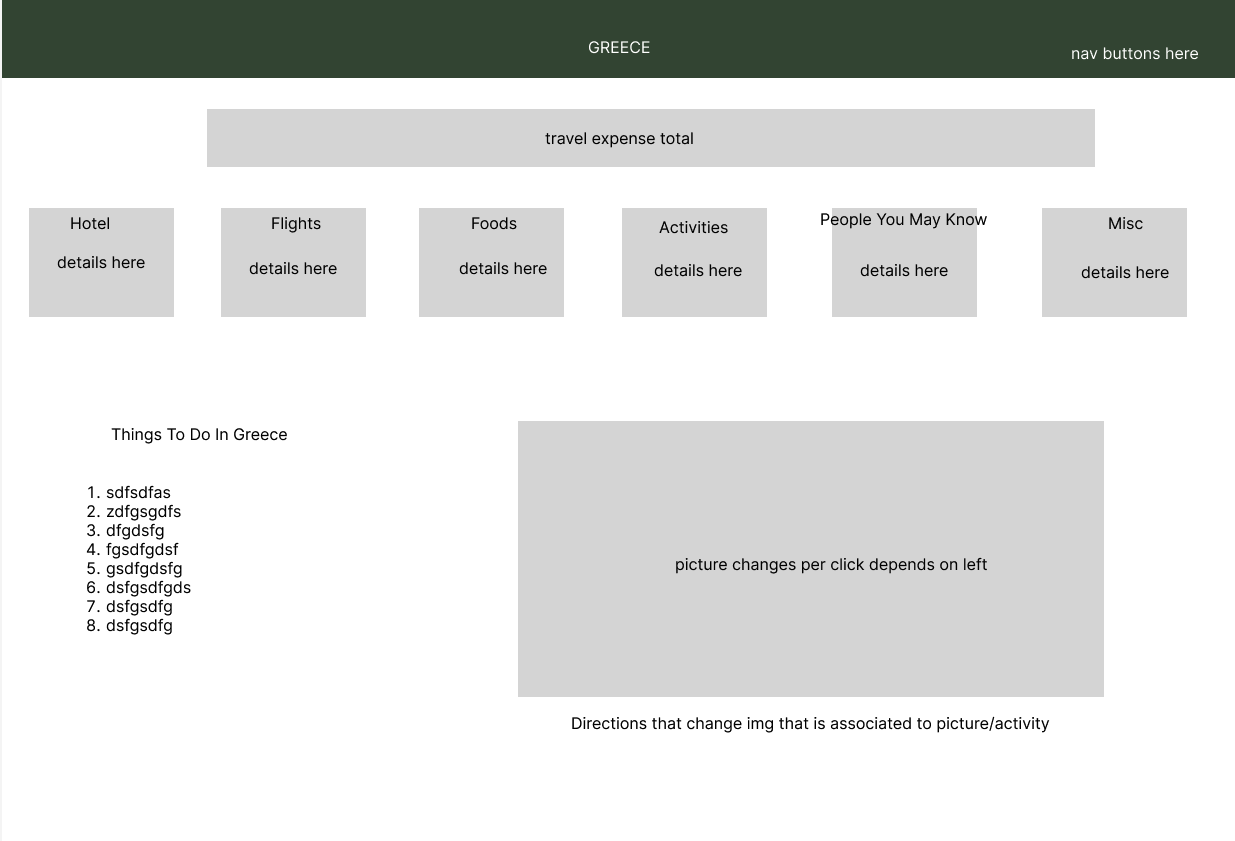 GREECE
nav buttons here
travel expense total
Hotel
details here
Flights
details here
Foods
details here
Activities
details here
People You May Know
details here
Misc
details here
Things To Do In Greece
1. sdfsdfas
2. zdfgsgdfs
3. dfgdsfg
4. fgsdfgdsf
5. gsdfgdsfg
6. dsfgsdfgds
7. dsfgsdfg
8. dsfgsdfg
picture changes per click depends on left
Directions that change img that is associated to picture/activity